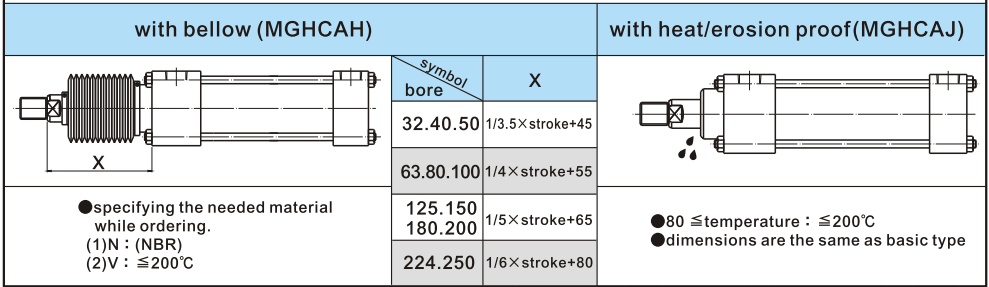 with bellow (MGHCAH)
with heat/erosion proof(MGHCAJ)
symbol
bore
X
32.40.50 1/3.5×stroke+45
63.80.100 1/4×stroke+55
125.150
180.200 1/5×stroke+65
224.250 1/6×stroke+80
X
●specifying the needed material
while ordering.
(1)N：(NBR)
(2)V：≦200℃
●80 ≦temperature：≦200℃
●dimensions are the same as basic type